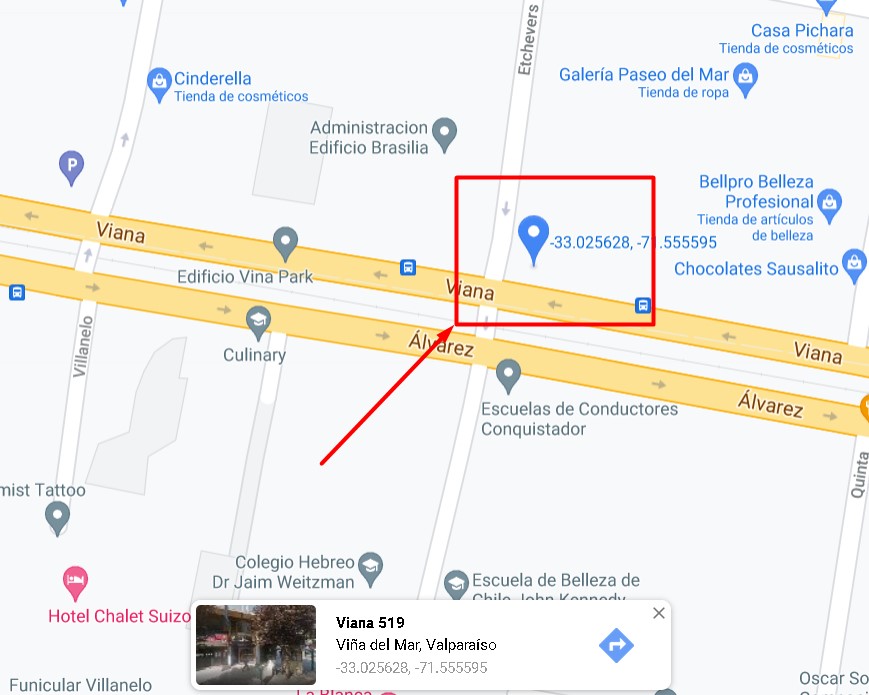 Etchevers
Casa Pichara
Tienda de cosméticos
Cinderella
Tienda de cosméticos
Galería Paseo del Mar
Tienda de ropa
Administracion
Edificio Brasilia
P
Bellpro Belleza
Profesional
Tienda de artículos
de belleza
Viana
-33.025628, -71.555595
Edificio Vina Park
Chocolates Sausalito
Viana
Villanelo
Culinary
Álvarez
Viana
Álvarez
Escuelas de Conductores
Conquistador
Quinta
mist Tattoo
Colegio Hebreo
Dr Jaim Weitzman
Escuela de Belleza de
Chile John Kennedy
Hotel Chalet Suizo
Viana 519
Viña del Mar, Valparaíso
-33.025628, -71.555595
Funicular Villanelo
La Blanca
Oscar So